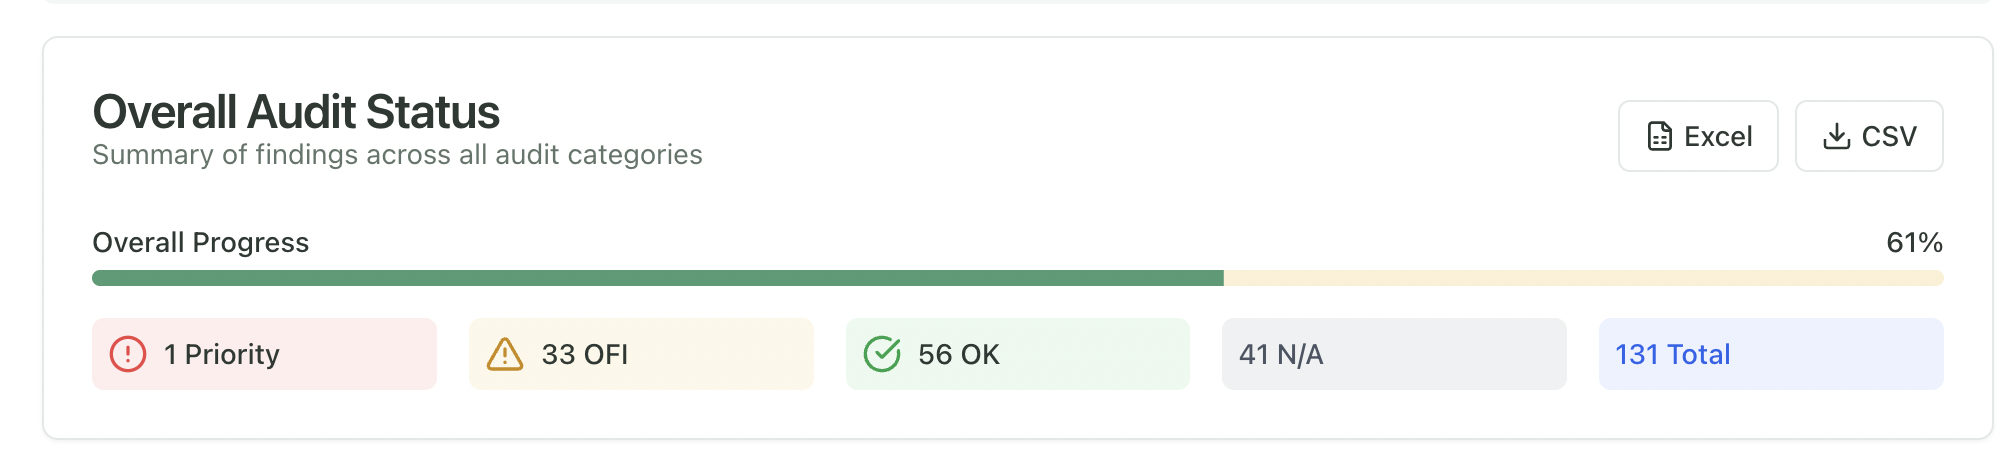 Overall Audit Status
Summary of findings across all audit categories
Excel
CSV
Overall Progress
61%
1 Priority
33 OFI
56 OK
41 N/A
131 Total